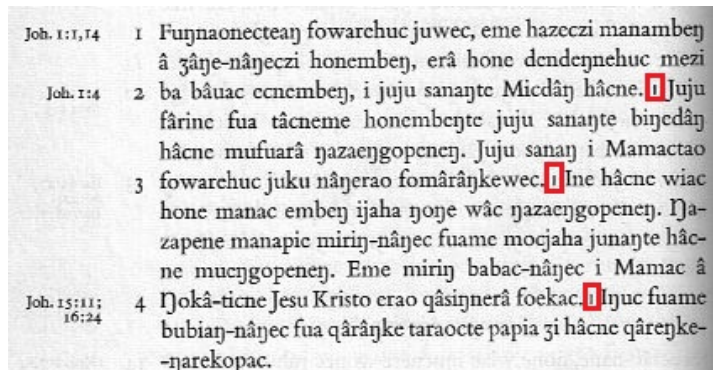 Joh. 1:1,14 1 Fuŋnaonecteaŋ fowarehuc juwec, eme hazeczi manambeŋ
â ʒâŋe-nâŋeczi honembeŋ, erâ hone dendeŋnehuc mezi
Joh. 1:4 2 ba bâuac ecnembeŋ, i juju sanaŋte Micdâŋ hâcne. ı Juju
fârine fua tâcneme honembeŋte juju sanaŋte biŋedâŋ
hâcne mufuarâ ŋazaeŋgopeneŋ. Juju sanaŋ i Mamactao
3 fowarehuc juku nâŋerao fomârâŋkewec. ı Ine hâcne wiac
hone manac embeŋ ijaha ŋoŋe wâc ŋazaeŋgopeneŋ. Ŋa-
zapene manapie miriŋ-nâŋec fuame mocjaha junaŋte hâc-
ne mueŋgopeneŋ. Eme miriŋ babac-nâŋec i Mamac â
Joh. 15:11; 4 Ŋokâ-ticne Jesu Kristo erao qâsiŋnerâ foekac. ı Iŋuc fuame
16:24 bubiaŋ-nâŋec fua qârâŋke taraocte papia ʒi hâcne qâreŋke-
-ŋarekopac.